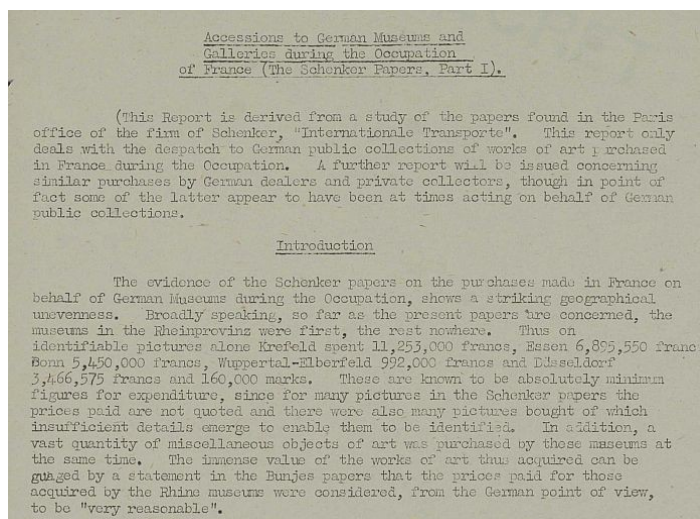 Accessions to German Museums and
Galleries during the Occupation
of France (The Schenker Papers, Part I).
(This Report is derived from a study of the papers found in the Paris
office of the firm of Schenker, "Internationale Transporte". This report only
deals with the despatch to German public collections of works of art purchased
in France during the Occupation. A further report will be issued concerning
similar purchases by German dealers and private collectors, though in point of
fact some of the latter appear to have been at times acting on behalf of German
public collections.
Introduction
The evidence of the Schenker papers on the purchases made in France on
behalf of German Museums during the Occupation, shows a striking geographical
unevenness. Broadly speaking, so far as the present papers are concerned, the
museums in the Rheinprovinz were first, the rest nowhere. Thus on
identifiable pictures alone Krefeld spent 11,253,000 francs, Essen 6,895,550 franc
Bonn 5,450,000 francs, Wuppertal-Elberfeld 992,000 francs and Düsseldorf
3,466,575 francs and 160,000 marks. These are known to be absolutely minimum
figures for expenditure, since for many pictures in the Schenker papers the
prices paid are not quoted and there were also many pictures bought of which
insufficient details emerge to enable them to be identified. In addition, a
vast quantity of miscellaneous objects of art was purchased by these museums at
the same time. The immense value of the works of art thus acquired can be
guaged by a statement in the Bunjes papers that the prices paid for those
acquired by the Rhine museums were considered, from the German point of view,
to be "very reasonable".